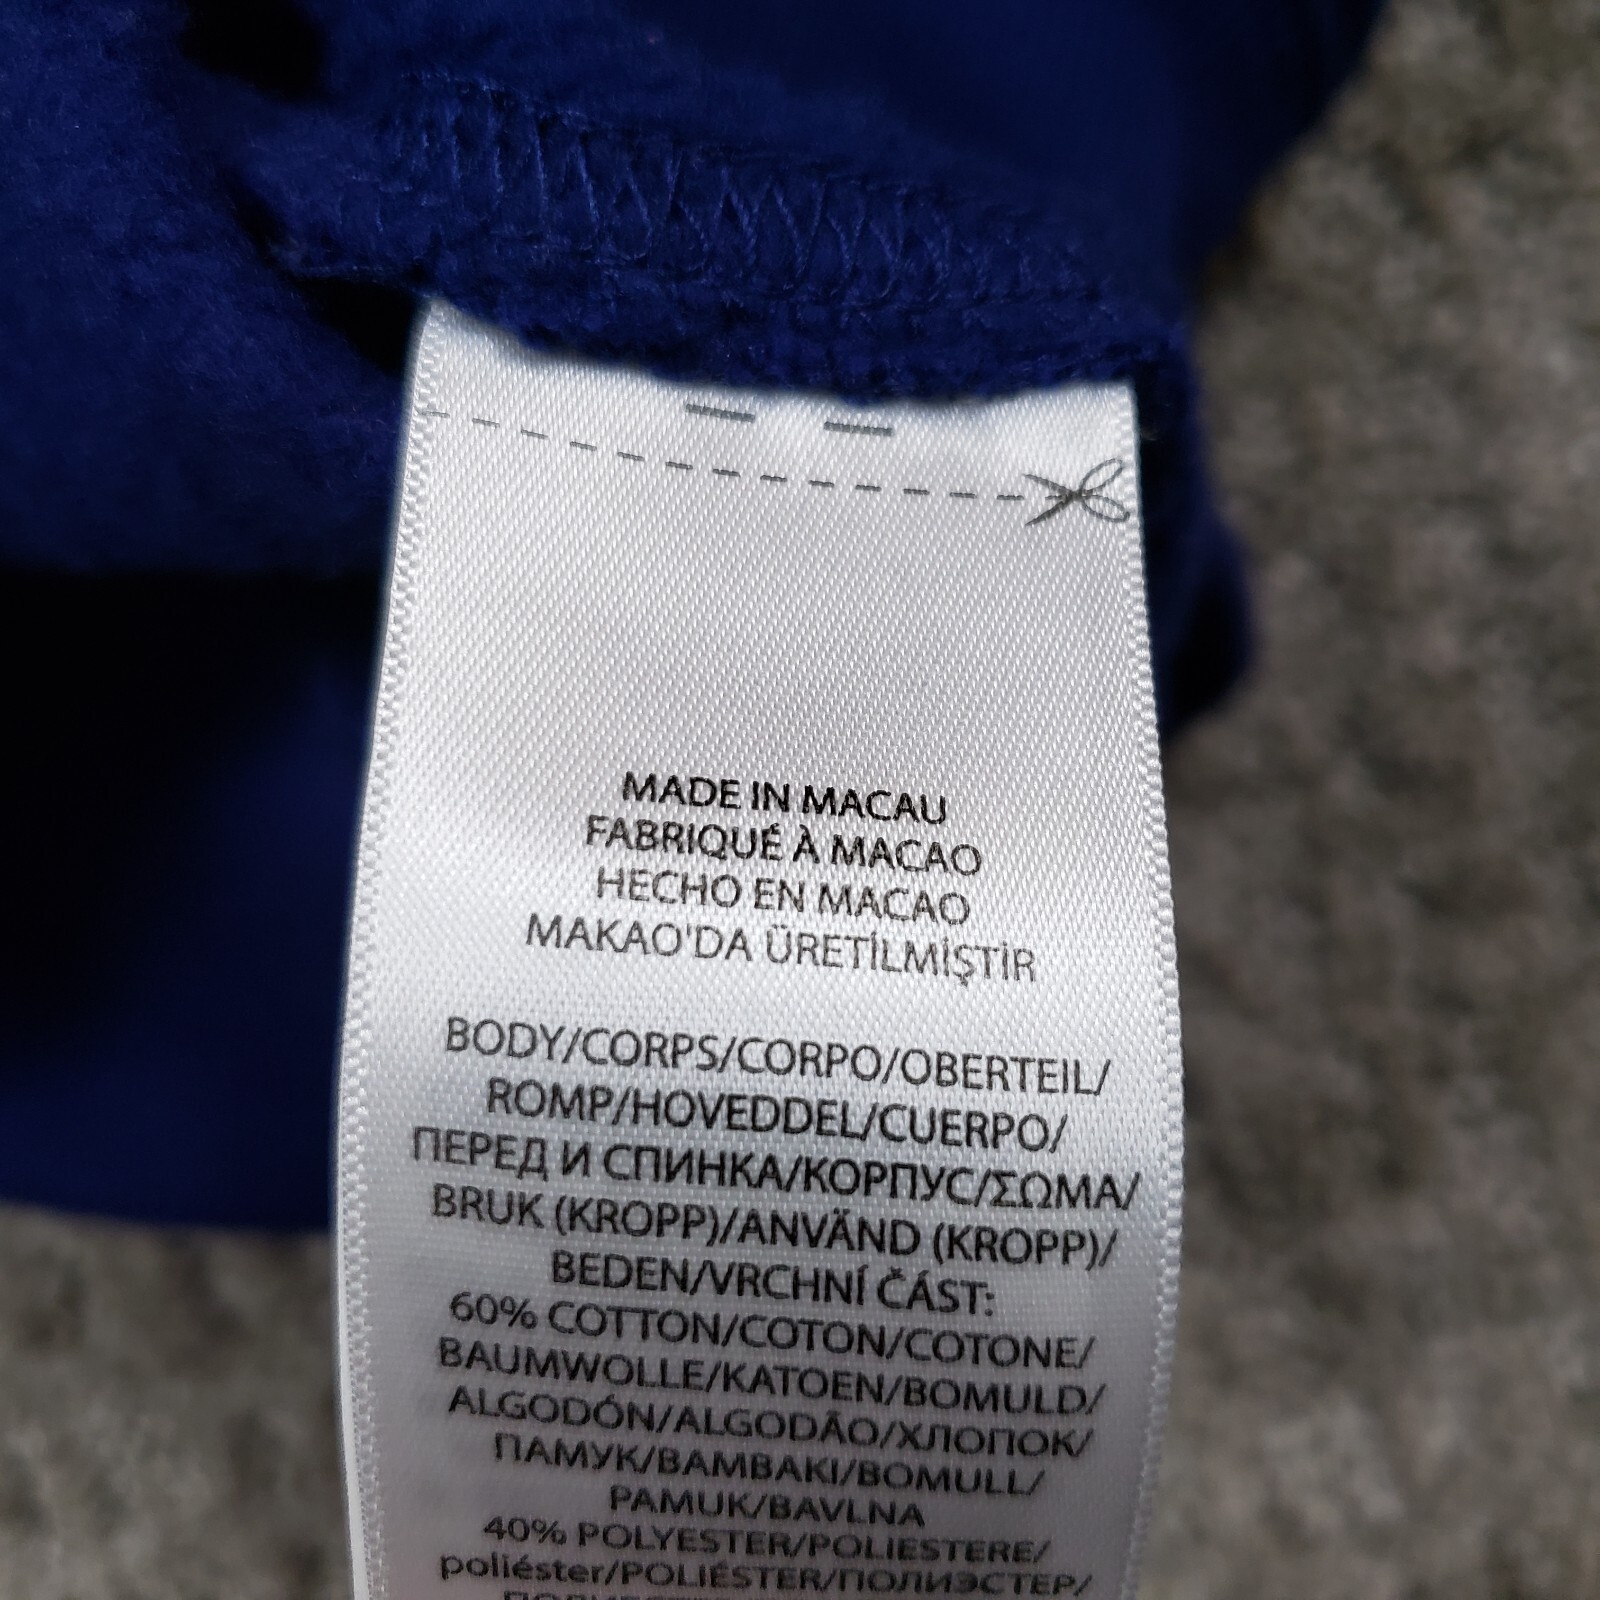 MADE IN MACAU
FABRIQUÉ À MACAO
HECHO EN MACAO
MAKAO'DA ÜRETİLMİŞTİR
BODY/CORPS/CORPO/OBERTEIL/
ROMP/HOVEDDEL/CUERPO/
ПЕРЕД И СПИНКА/КОРПУС/ΣΩΜΑ/
BRUK (KROPP)/ANVÄND (KROPP)/
BEDEN/VRCHNÍ ČÁST:
60% COTTON/COTON/COTONE/
BAUMWOLLE/KATOEN/BOMULD/
ALGODÓN/ALGODÃO/ХЛОПОК/
ПАМУК/BAMBAKI/BOMULL/
PAMUK/BAVLNA
40% POLYESTER/POLIESTERE/
poliéster/POLIÉSTER/ПОЛИЭСТЕР/